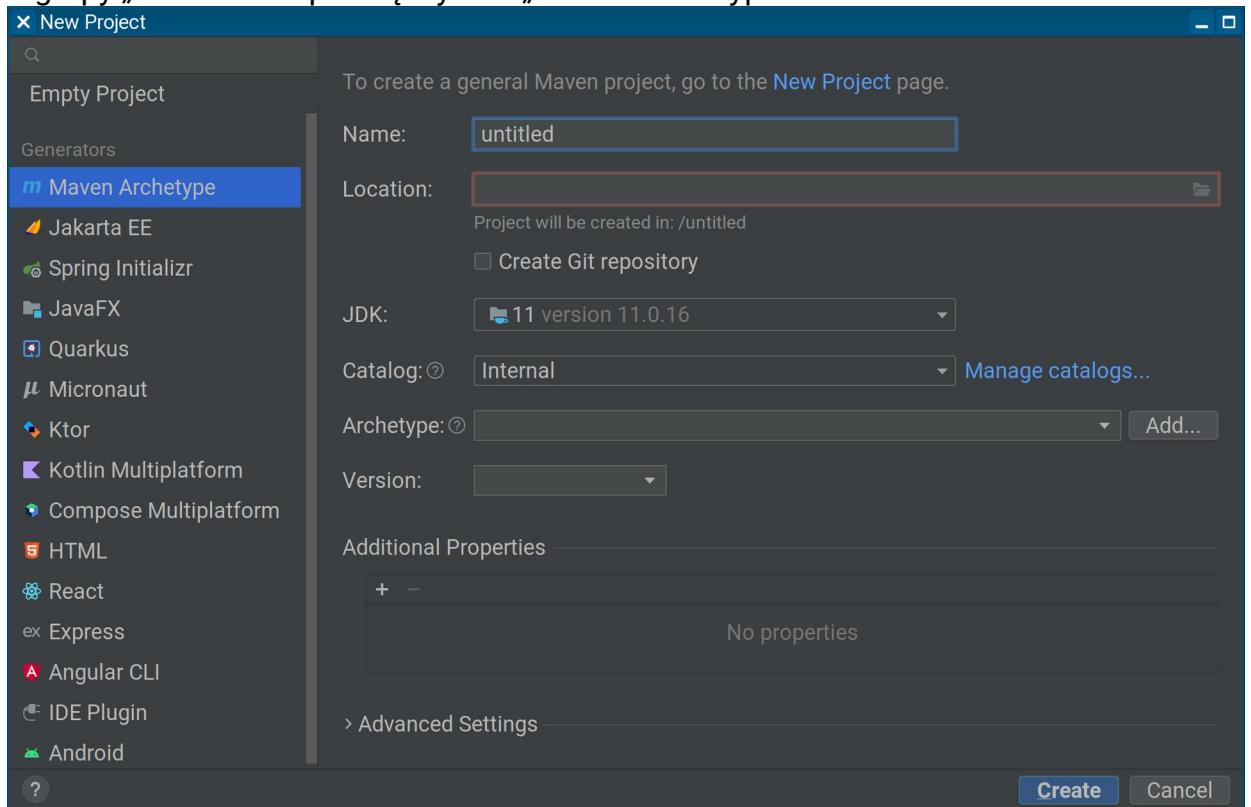 New Project
Empty Project
Generators
Maven Archetype
Jakarta EE
Spring Initializr
JavaFX
Quarkus
Micronaut
Ktor
Kotlin Multiplatform
Compose Multiplatform
HTML
React
ex Express
Angular CLI
IDE Plugin
Android
?
To create a general Maven project, go to the New Project page.
Name: untitled
Location:
Project will be created in: /untitled
Create Git repository
JDK: 11 version 11.0.16
Catalog: ? Internal Manage catalogs...
Archetype: ? Add...
Version:
Additional Properties
+ −
No properties
> Advanced Settings
Create Cancel